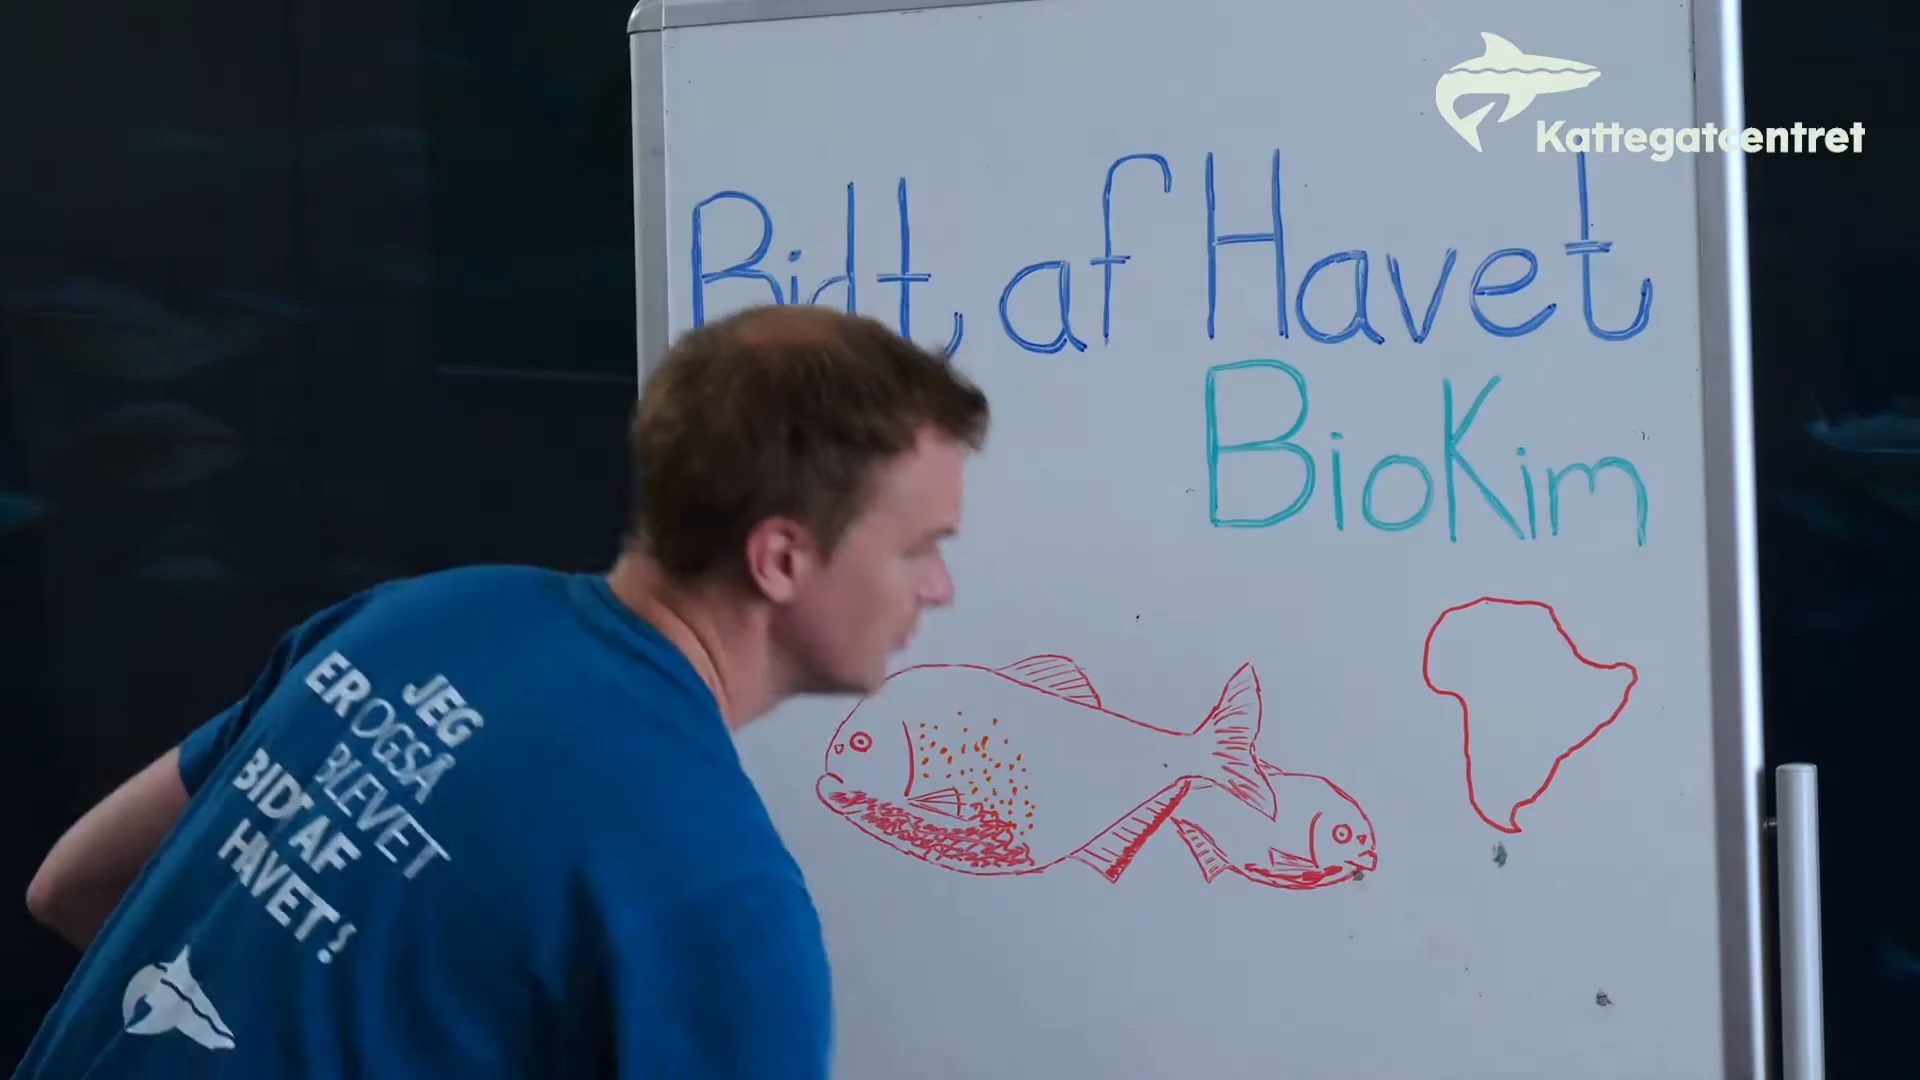 Kattegatcentret
Bidt af Havet
BioKim
JEG
ER OGSÅ
BLEVET
BIDT AF
HAVET!